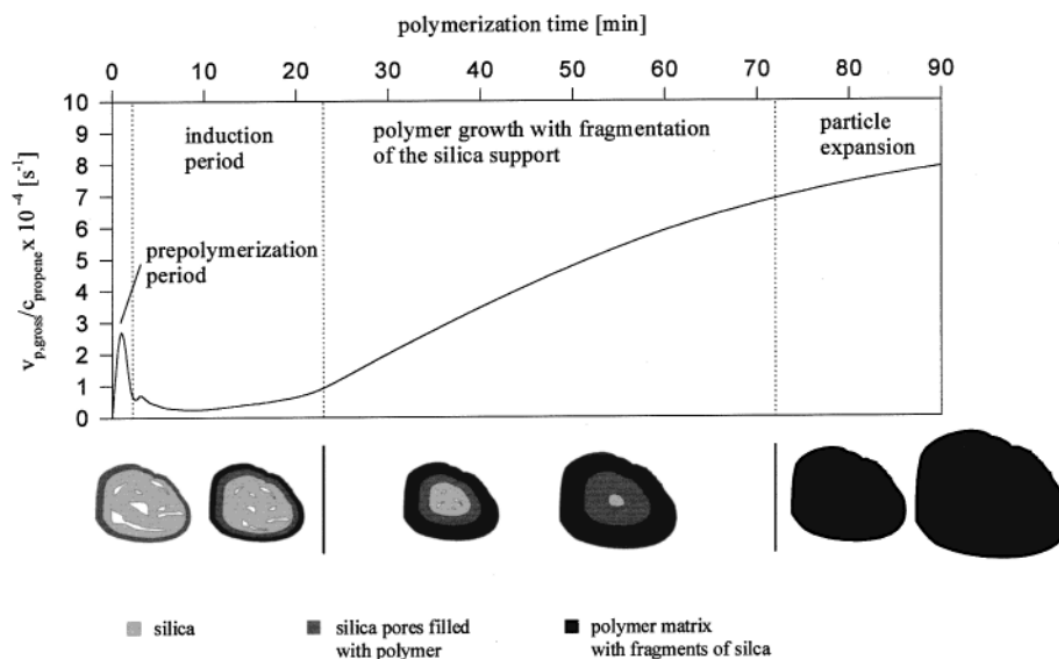 polymerization time [min]
0 10 20 30 40 50 60 70 80 90
10
9
8
7
6
5
4
3
2
1
0
v_p,gross/c_propene x 10^-4 [s^-1]
induction
period
polymer growth with fragmentation
of the silica support
particle
expansion
prepolymerization
period
silica
silica pores filled
with polymer
polymer matrix
with fragments of silca